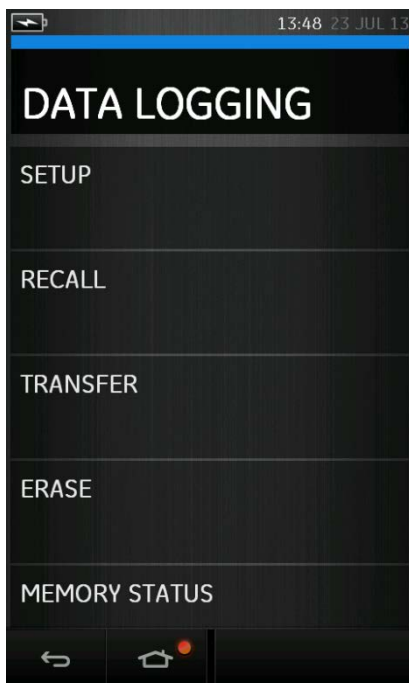 13:48 23 JUL 13
DATA LOGGING
SETUP
RECALL
TRANSFER
ERASE
MEMORY STATUS